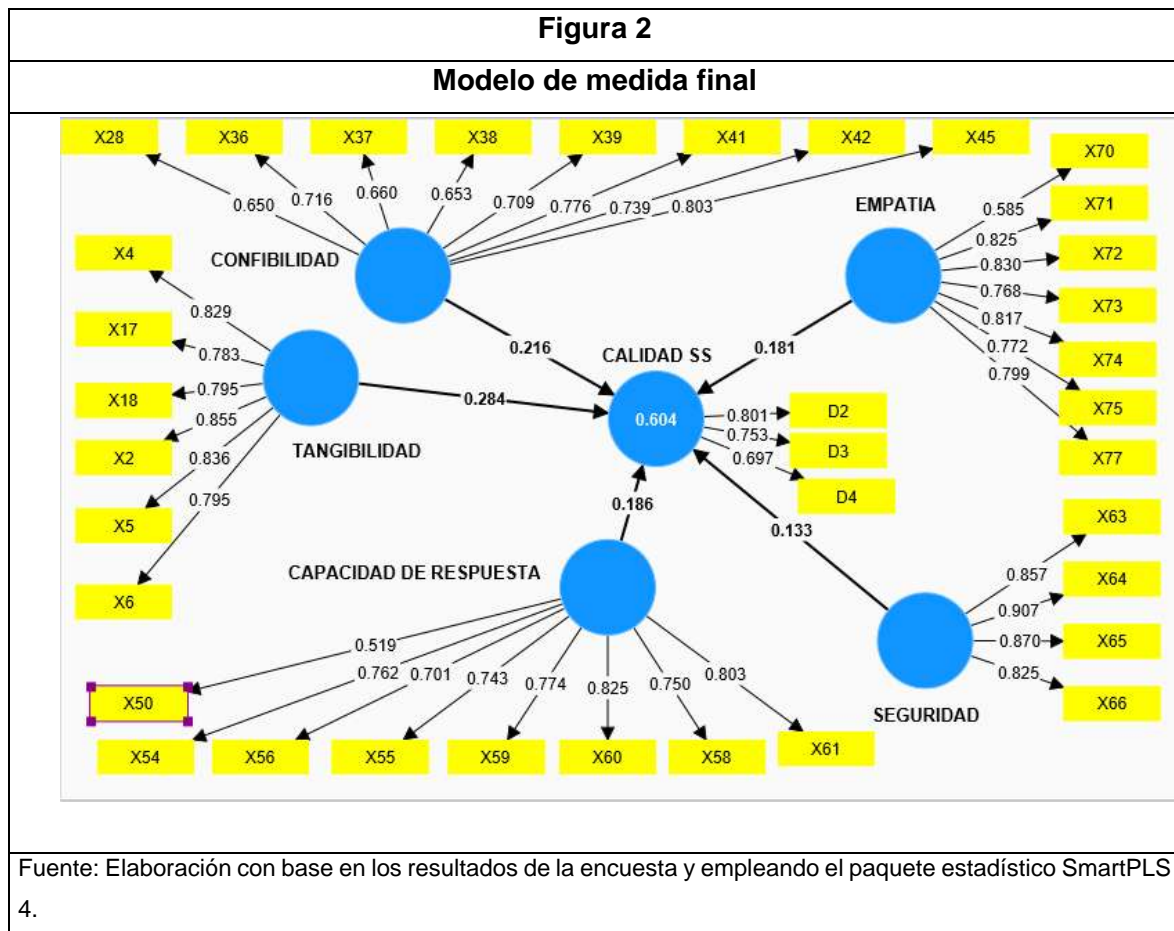 Figura 2
Modelo de medida final
X28 X36 X37 X38 X39 X41 X42 X45
0.650 0.716 0.660 0.653 0.709 0.776 0.739 0.803
CONFIBILIDAD
EMPATIA
X70
X71
X72
X73
X74
X75
X77
0.585
0.825
0.830
0.768
0.817
0.772
0.799
X4
X17
X18
X2
X5
X6
0.829
0.783
0.795
0.855
0.836
0.795
TANGIBILIDAD
0.216
0.284
0.181
0.186
0.133
CALIDAD SS
0.604
0.801
0.753
0.697
D2
D3
D4
CAPACIDAD DE RESPUESTA
0.519 0.762 0.701 0.743 0.774 0.825 0.750 0.803
X50
X54 X56 X55 X59 X60 X58 X61
X63
X64
X65
X66
0.857
0.907
0.870
0.825
SEGURIDAD
Fuente: Elaboración con base en los resultados de la encuesta y empleando el paquete estadístico SmartPLS
4.